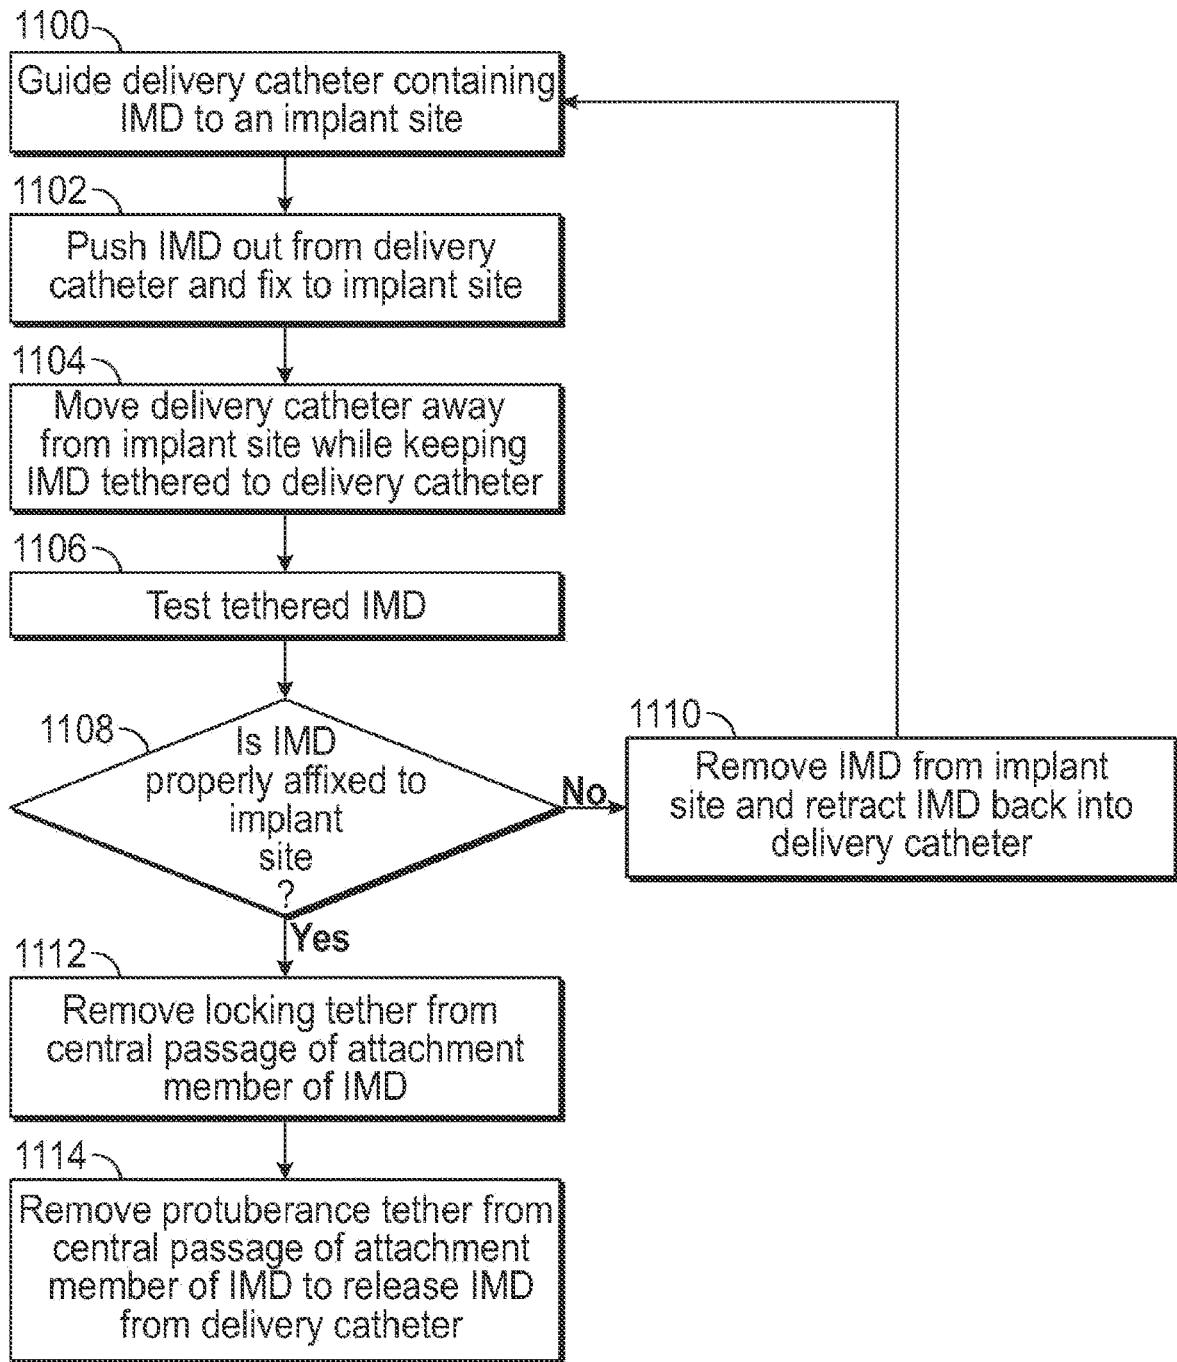 1100
Guide delivery catheter containing
IMD to an implant site
1102
Push IMD out from delivery
catheter and fix to implant site
1104
Move delivery catheter away
from implant site while keeping
IMD tethered to delivery catheter
1106
Test tethered IMD
1108
Is IMD
properly affixed to
implant
site
?
No
1110
Remove IMD from implant
site and retract IMD back into
delivery catheter
Yes
1112
Remove locking tether from
central passage of attachment
member of IMD
1114
Remove protuberance tether from
central passage of attachment
member of IMD to release IMD
from delivery catheter